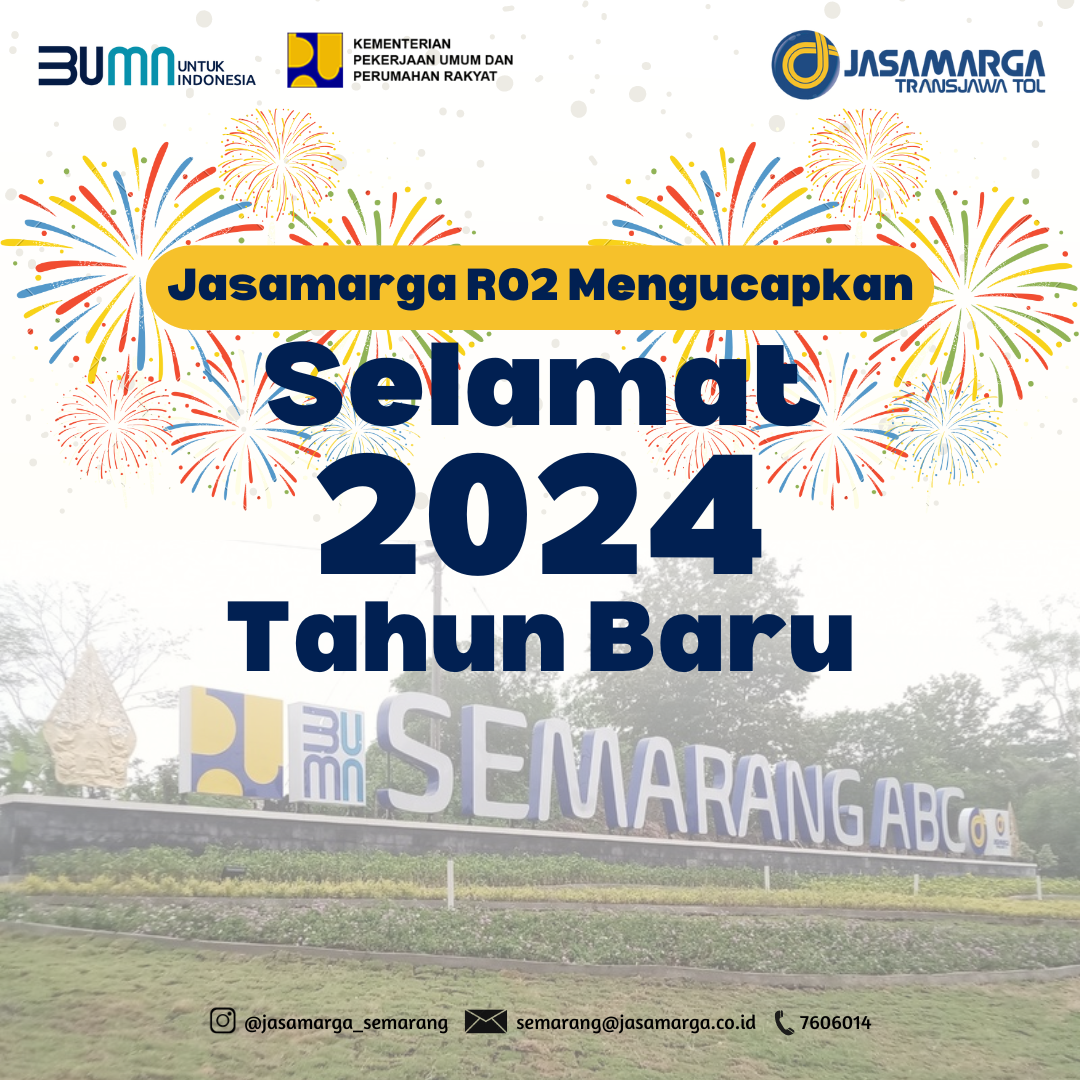 BUMN UNTUK
INDONESIA
KEMENTERIAN
PEKERJAAN UMUM DAN
PERUMAHAN RAKYAT
JASAMARGA
TRANSJAWA TOL
Jasamarga RO2 Mengucapkan
Selamat
2024
Tahun Baru
BUMN
SEMARANG ABC
@jasamarga_semarang
semarang@jasamarga.co.id
7606014